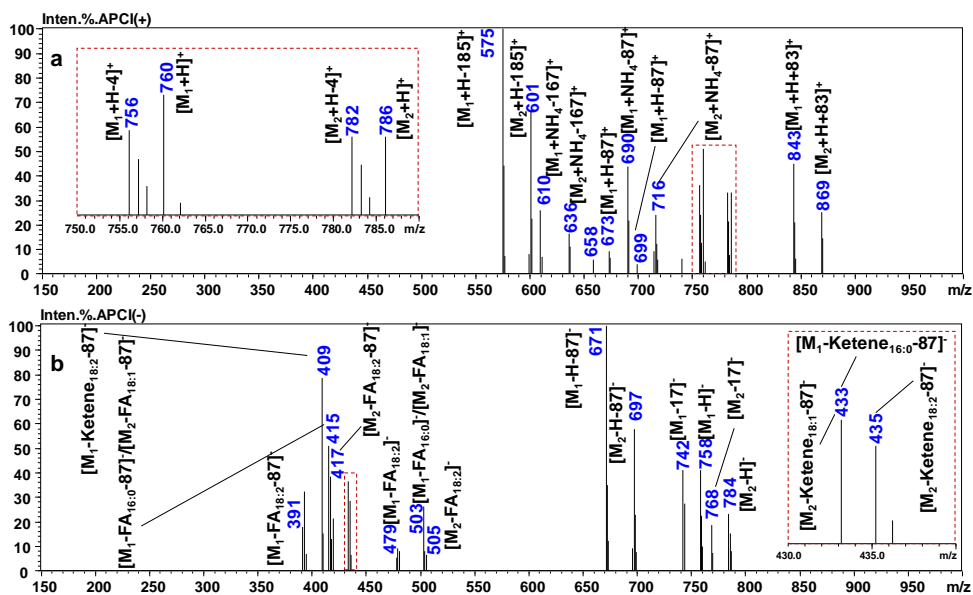 Inten.%.APCI(+)
a
100
90
80
70
60
50
40
30
20
10
0
[M₁+H-4]⁺
756
760
[M₁+H]⁺
[M₂+H-4]⁺
782
786
[M₂+H]⁺
750.0 755.0 760.0 765.0 770.0 775.0 780.0 785.0 m/z
[M₁+H-185]⁺
575
[M₂+H-185]⁺
601
[M₁+NH₄-167]⁺
610
[M₂+NH₄-167]⁺
636
658
[M₁+H-87]⁺
673
[M₁+NH₄-87]⁺
690
[M₁+H-87]⁺
699
[M₂+NH₄-87]⁺
716
843
[M₁+H+83]⁺
869
[M₂+H+83]⁺
150 200 250 300 350 400 450 500 550 600 650 700 750 800 850 900 950 m/z
Inten.%.APCI(-)
b
100
90
80
70
60
50
40
30
20
10
0
[M₁-Ketene₁₈:₂-87]⁻
409
[M₁-FA₁₆:₀-87]⁻/[M₂-FA₁₈:₁-87]⁻
415
[M₁-FA₁₈:₂-87]⁻
391
417
[M₂-FA₁₈:₂-87]⁻
479[M₁-FA₁₈:₂]⁻
503[M₁-FA₁₆:₀]⁻/[M₂-FA₁₈:₁]⁻
505
[M₂-FA₁₈:₂]⁻
[M₁-H-87]⁻
671
[M₂-H-87]⁻
697
742[M₁-17]⁻
758[M₁-H]⁻
768
[M₂-17]⁻
784
[M₂-H]⁻
[M₁-Ketene₁₆:₀-87]⁻
[M₂-Ketene₁₈:₁-87]⁻
433
435
[M₂-Ketene₁₈:₂-87]⁻
430.0 435.0 m/z
150 200 250 300 350 400 450 500 550 600 650 700 750 800 850 900 950 m/z